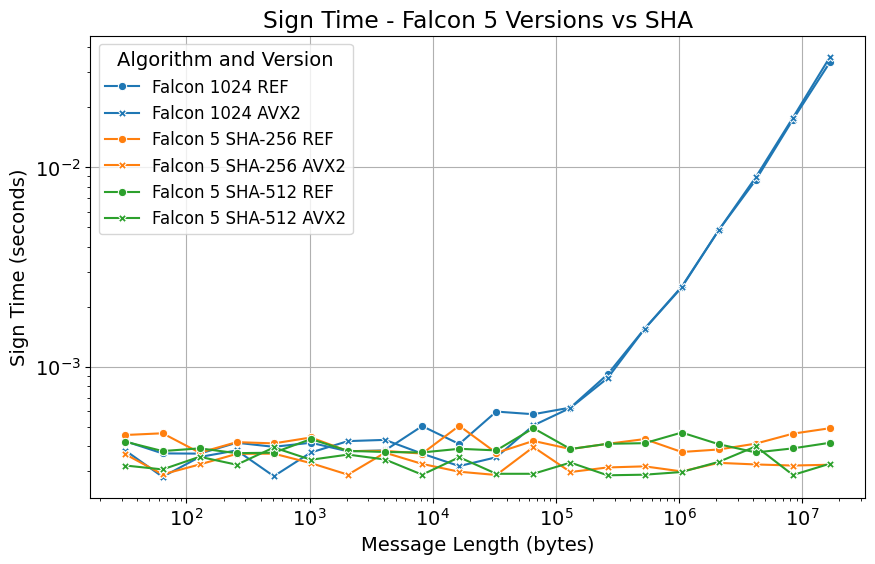 Sign Time - Falcon 5 Versions vs SHA
Algorithm and Version
Falcon 1024 REF
Falcon 1024 AVX2
Falcon 5 SHA-256 REF
Falcon 5 SHA-256 AVX2
Falcon 5 SHA-512 REF
Falcon 5 SHA-512 AVX2
Sign Time (seconds)
10⁻²
10⁻³
10² 10³ 10⁴ 10⁵ 10⁶ 10⁷
Message Length (bytes)